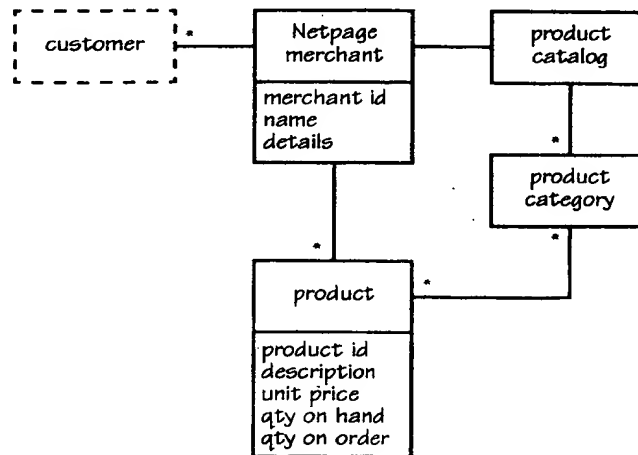 customer
*
Netpage
merchant
merchant id
name
details
product
catalog
*
product
category
*
*
*
product
product id
description
unit price
qty on hand
qty on order